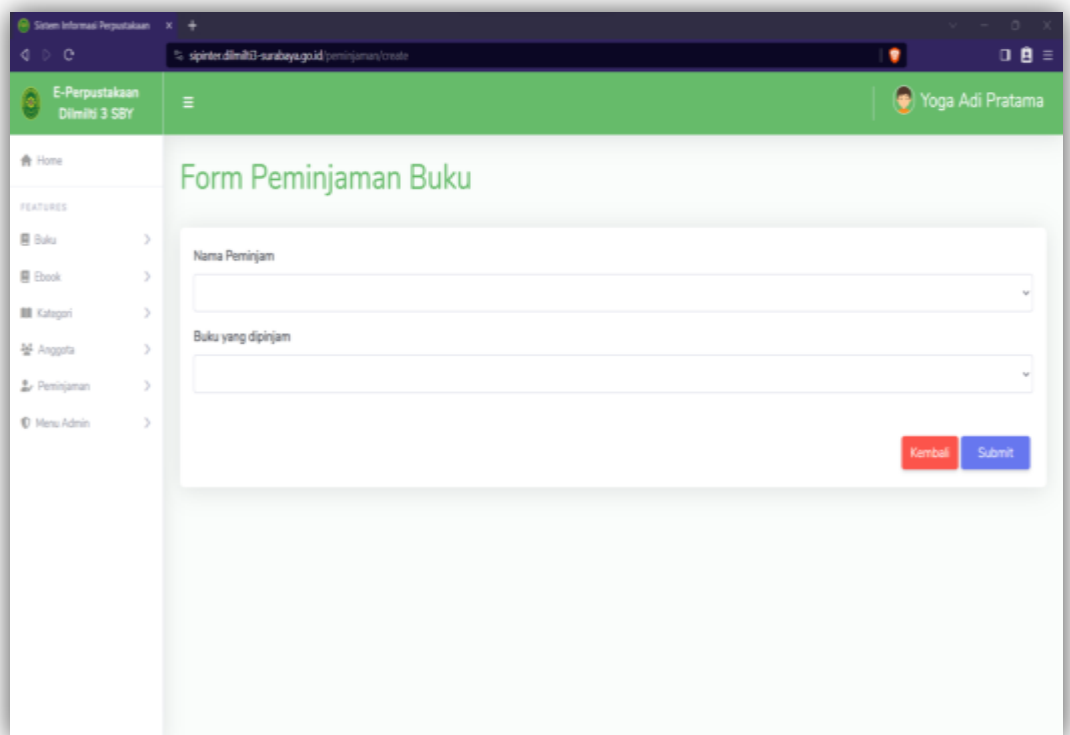 Sistem Informasi Perpustakaan
sipinter.dilmilti3-surabaya.go.id/peminjaman/create
E-Perpustakaan
Dilmilti 3 SBY
Yoga Adi Pratama
Home
Form Peminjaman Buku
FEATURES
Buku
Ebook
Kategori
Anggota
Peminjaman
Menu Admin
Nama Peminjam
Buku yang dipinjam
Kembali
Submit